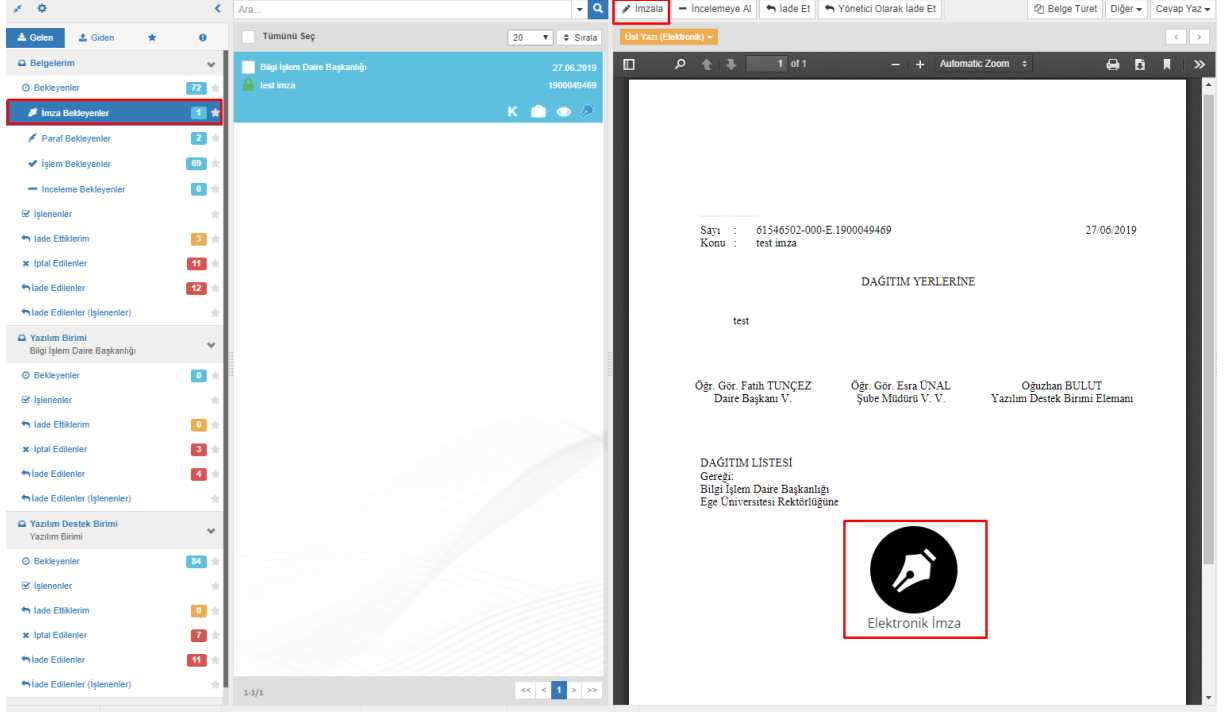 Gelen
Giden
Belgelerim
Bekleyenler 72
İmza Bekleyenler 1
Paraf Bekleyenler 2
İşlem Bekleyenler 69
İnceleme Bekleyenler 0
İşlenenler
İade Ettiklerim 3
İptal Edilenler 11
İade Edilenler 12
İade Edilenler (İşlenenler)
Yazılım Birimi
Bilgi İşlem Daire Başkanlığı
Bekleyenler 0
İşlenenler
İade Ettiklerim 0
İptal Edilenler 3
İade Edilenler 4
İade Edilenler (İşlenenler)
Yazılım Destek Birimi
Yazılım Birimi
Bekleyenler 84
İşlenenler
İade Ettiklerim 0
İptal Edilenler 7
İade Edilenler 11
İade Edilenler (İşlenenler)
Ara...
Tümünü Seç 20 Sırala
Bilgi İşlem Daire Başkanlığı 27.06.2019
test imza 1900049469
K
1-1/1 << < 1 > >>
İmzala İncelemeye Al İade Et Yönetici Olarak İade Et Belge Türet Diğer Cevap Yaz
Üst Yazı (Elektronik) < >
1 of 1 Automatic Zoom
Sayı : 61546502-000-E.1900049469 27/06/2019
Konu : test imza
DAĞITIM YERLERİNE
test
Öğr. Gör. Fatih TUNÇEZ Öğr. Gör. Esra ÜNAL Oğuzhan BULUT
Daire Başkanı V. Şube Müdürü V. V. Yazılım Destek Birimi Elemanı
DAĞITIM LİSTESİ
Gereği:
Bilgi İşlem Daire Başkanlığı
Ege Üniversitesi Rektörlüğüne
Elektronik İmza